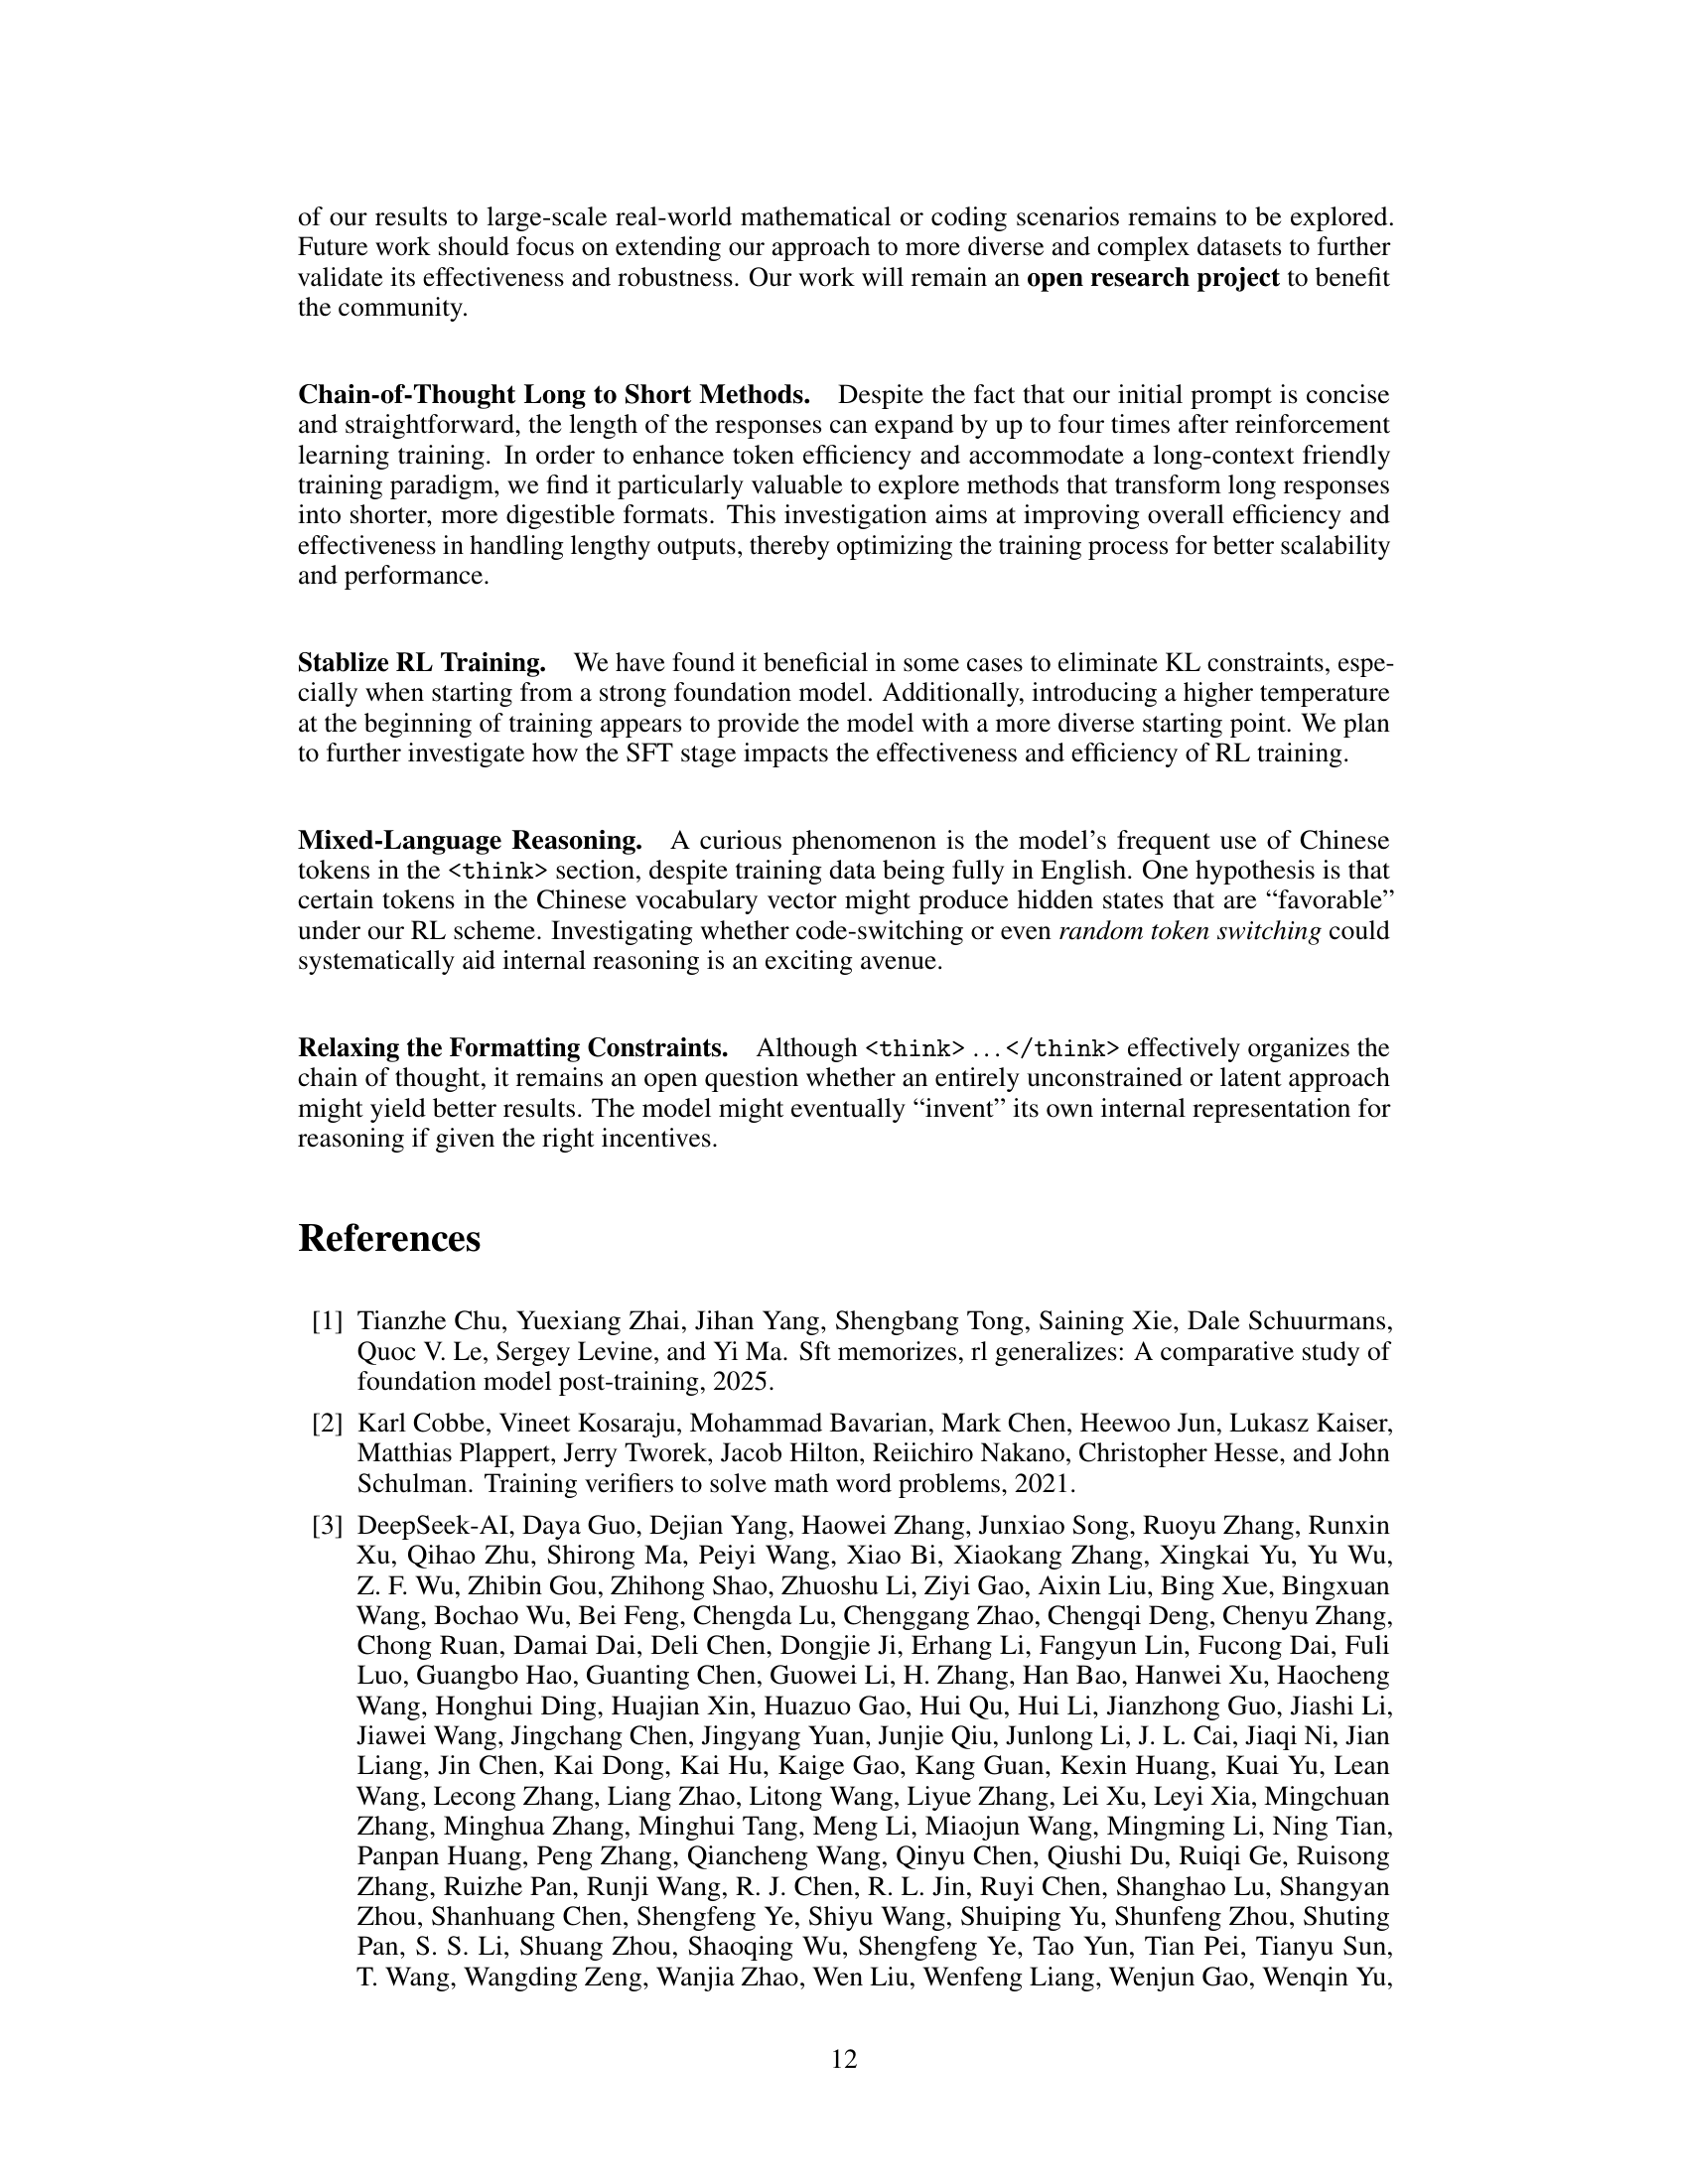 of our results to large-scale real-world mathematical or coding scenarios remains to be explored.
Future work should focus on extending our approach to more diverse and complex datasets to further
validate its effectiveness and robustness. Our work will remain an open research project to benefit
the community.
Chain-of-Thought Long to Short Methods. Despite the fact that our initial prompt is concise
and straightforward, the length of the responses can expand by up to four times after reinforcement
learning training. In order to enhance token efficiency and accommodate a long-context friendly
training paradigm, we find it particularly valuable to explore methods that transform long responses
into shorter, more digestible formats. This investigation aims at improving overall efficiency and
effectiveness in handling lengthy outputs, thereby optimizing the training process for better scalability
and performance.
Stablize RL Training. We have found it beneficial in some cases to eliminate KL constraints, espe-
cially when starting from a strong foundation model. Additionally, introducing a higher temperature
at the beginning of training appears to provide the model with a more diverse starting point. We plan
to further investigate how the SFT stage impacts the effectiveness and efficiency of RL training.
Mixed-Language Reasoning. A curious phenomenon is the model's frequent use of Chinese
tokens in the <think> section, despite training data being fully in English. One hypothesis is that
certain tokens in the Chinese vocabulary vector might produce hidden states that are “favorable”
under our RL scheme. Investigating whether code-switching or even random token switching could
systematically aid internal reasoning is an exciting avenue.
Relaxing the Formatting Constraints. Although <think> ...</think> effectively organizes the
chain of thought, it remains an open question whether an entirely unconstrained or latent approach
might yield better results. The model might eventually “invent” its own internal representation for
reasoning if given the right incentives.
References
[1] Tianzhe Chu, Yuexiang Zhai, Jihan Yang, Shengbang Tong, Saining Xie, Dale Schuurmans,
Quoc V. Le, Sergey Levine, and Yi Ma. Sft memorizes, rl generalizes: A comparative study of
foundation model post-training, 2025.
[2] Karl Cobbe, Vineet Kosaraju, Mohammad Bavarian, Mark Chen, Heewoo Jun, Lukasz Kaiser,
Matthias Plappert, Jerry Tworek, Jacob Hilton, Reiichiro Nakano, Christopher Hesse, and John
Schulman. Training verifiers to solve math word problems, 2021.
[3] DeepSeek-AI, Daya Guo, Dejian Yang, Haowei Zhang, Junxiao Song, Ruoyu Zhang, Runxin
Xu, Qihao Zhu, Shirong Ma, Peiyi Wang, Xiao Bi, Xiaokang Zhang, Xingkai Yu, Yu Wu,
Z. F. Wu, Zhibin Gou, Zhihong Shao, Zhuoshu Li, Ziyi Gao, Aixin Liu, Bing Xue, Bingxuan
Wang, Bochao Wu, Bei Feng, Chengda Lu, Chenggang Zhao, Chengqi Deng, Chenyu Zhang,
Chong Ruan, Damai Dai, Deli Chen, Dongjie Ji, Erhang Li, Fangyun Lin, Fucong Dai, Fuli
Luo, Guangbo Hao, Guanting Chen, Guowei Li, H. Zhang, Han Bao, Hanwei Xu, Haocheng
Wang, Honghui Ding, Huajian Xin, Huazuo Gao, Hui Qu, Hui Li, Jianzhong Guo, Jiashi Li,
Jiawei Wang, Jingchang Chen, Jingyang Yuan, Junjie Qiu, Junlong Li, J. L. Cai, Jiaqi Ni, Jian
Liang, Jin Chen, Kai Dong, Kai Hu, Kaige Gao, Kang Guan, Kexin Huang, Kuai Yu, Lean
Wang, Lecong Zhang, Liang Zhao, Litong Wang, Liyue Zhang, Lei Xu, Leyi Xia, Mingchuan
Zhang, Minghua Zhang, Minghui Tang, Meng Li, Miaojun Wang, Mingming Li, Ning Tian,
Panpan Huang, Peng Zhang, Qiancheng Wang, Qinyu Chen, Qiushi Du, Ruiqi Ge, Ruisong
Zhang, Ruizhe Pan, Runji Wang, R. J. Chen, R. L. Jin, Ruyi Chen, Shanghao Lu, Shangyan
Zhou, Shanhuang Chen, Shengfeng Ye, Shiyu Wang, Shuiping Yu, Shunfeng Zhou, Shuting
Pan, S. S. Li, Shuang Zhou, Shaoqing Wu, Shengfeng Ye, Tao Yun, Tian Pei, Tianyu Sun,
T. Wang, Wangding Zeng, Wanjia Zhao, Wen Liu, Wenfeng Liang, Wenjun Gao, Wenqin Yu,
12